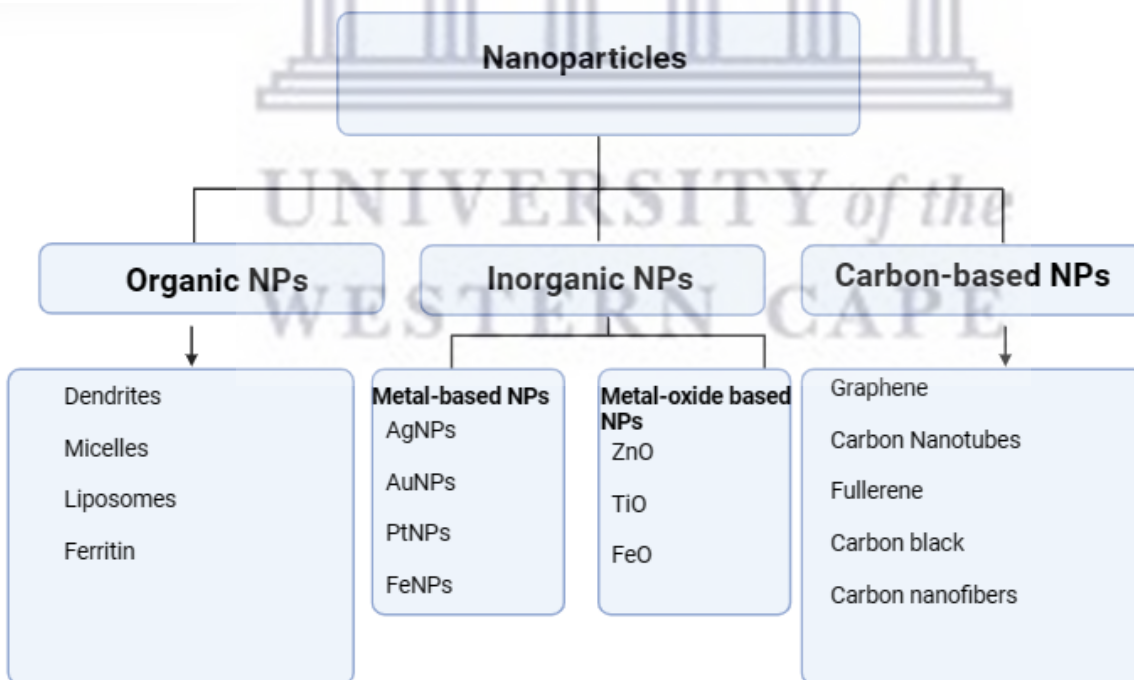 Nanoparticles
UNIVERSITY of the
WESTERN CAPE
Organic NPs
Inorganic NPs
Carbon-based NPs
Dendrites
Micelles
Liposomes
Ferritin
Metal-based NPs
AgNPs
AuNPs
PtNPs
FeNPs
Metal-oxide based
NPs
ZnO
TiO
FeO
Graphene
Carbon Nanotubes
Fullerene
Carbon black
Carbon nanofibers